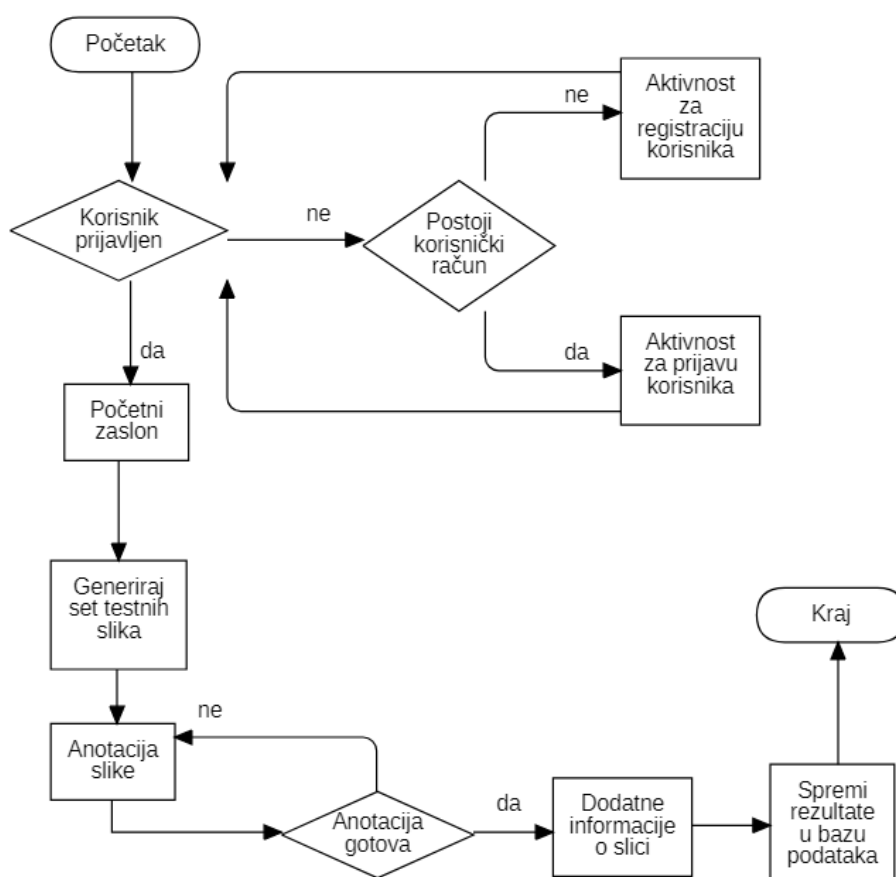 Početak
Aktivnost
za
registraciju
korisnika
ne
Korisnik
prijavljen
ne
Postoji
korisnički
račun
da
Aktivnost
za prijavu
korisnika
da
Početni
zaslon
Generiraj
set testnih
slika
Kraj
ne
Anotacija
slike
Anotacija
gotova
da
Dodatne
informacije
o slici
Spremi
rezultate
u bazu
podataka